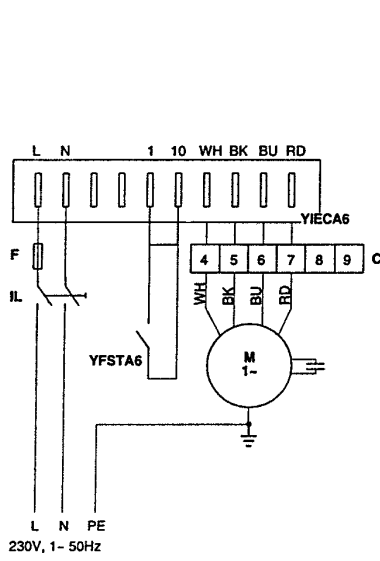 L N 1 10 WH BK BU RD
YIECA6
F
4 5 6 7 8 9 C
IL
WH BK BU RD
YFSTA6
M
1~
L N PE
230V, 1~ 50Hz